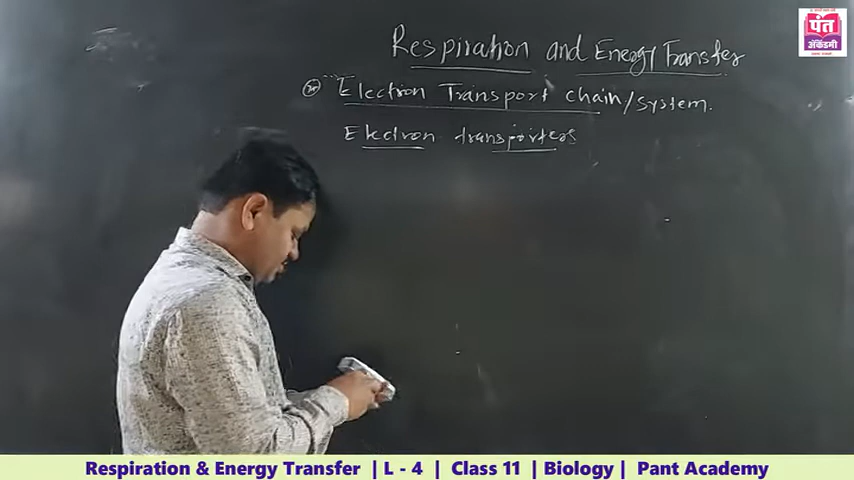 Respiration and Energy Transfer
Electron Transport chain/system.
Electron transporters
पंत
अ‍ॅकॅडमी
Respiration & Energy Transfer | L - 4 | Class 11 | Biology | Pant Academy